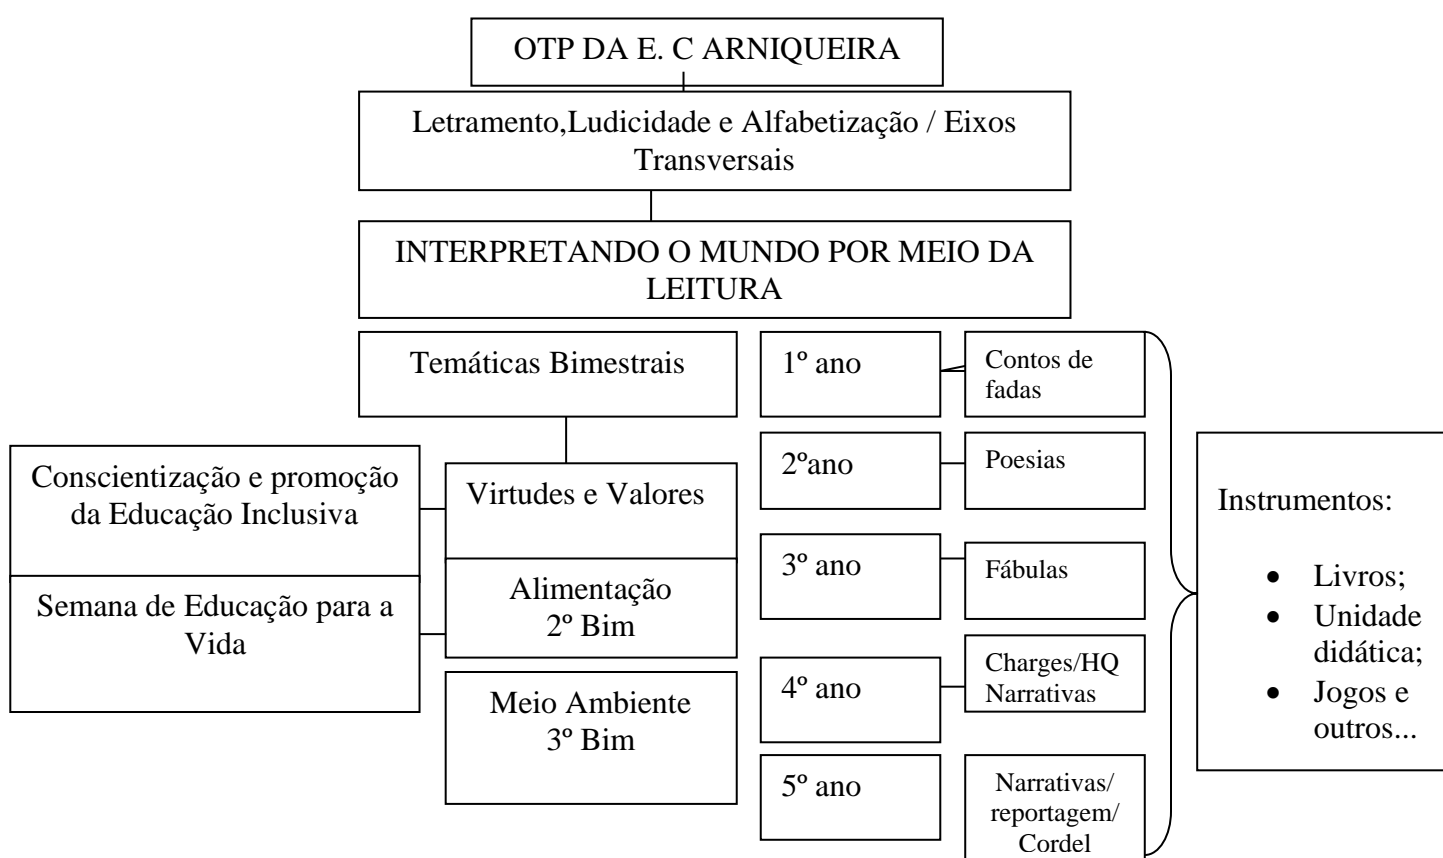 OTP DA E. C ARNIQUEIRA
Letramento,Ludicidade e Alfabetização / Eixos
Transversais
INTERPRETANDO O MUNDO POR MEIO DA
LEITURA
Temáticas Bimestrais
Conscientização e promoção
da Educação Inclusiva
Virtudes e Valores
Semana de Educação para a
Vida
Alimentação
2º Bim
Meio Ambiente
3º Bim
1º ano
Contos de
fadas
2ºano
Poesias
3º ano
Fábulas
4º ano
Charges/HQ
Narrativas
5º ano
Narrativas/
reportagem/
Cordel
Instrumentos:
• Livros;
• Unidade
didática;
• Jogos e
outros...